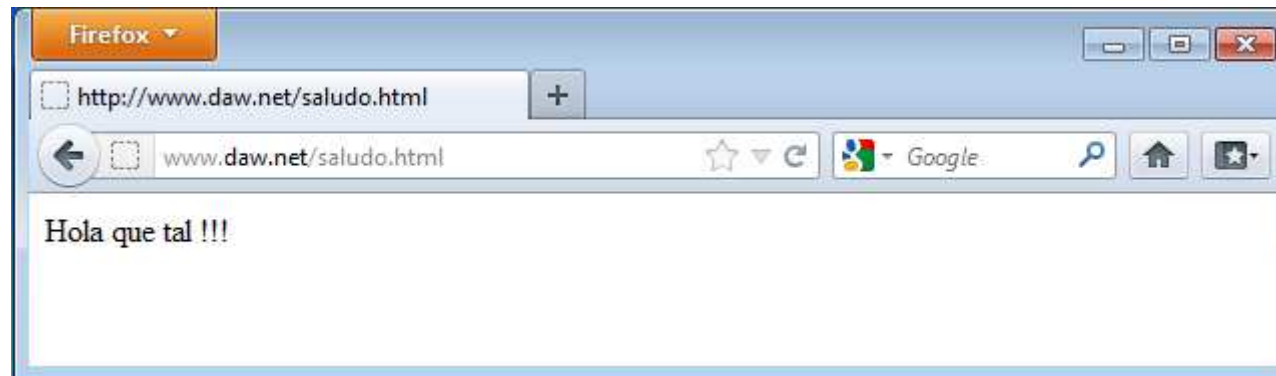 Firefox
http://www.daw.net/saludo.html
www.daw.net/saludo.html
Google
Hola que tal !!!